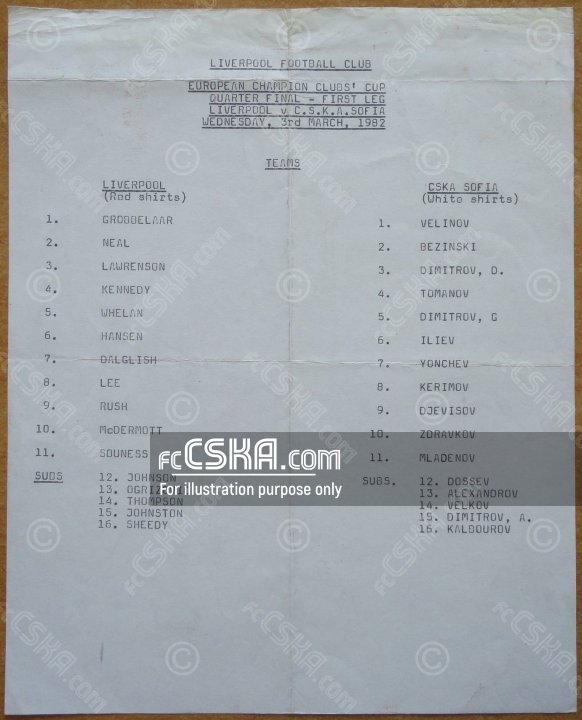 LIVERPOOL FOOTBALL CLUB
EUROPEAN CHAMPION CLUBS' CUP
QUARTER FINAL - FIRST LEG
LIVERPOOL v C.S.K.A.SOFIA
WEDNESDAY, 3rd MARCH, 1982
TEAMS
LIVERPOOL
(Red shirts)
1. GROBBELAAR
2. NEAL
3. LAWRENSON
4. KENNEDY
5. WHELAN
6. HANSEN
7. DALGLISH
8. LEE
9. RUSH
10. McDERMOTT
11. SOUNESS
SUBS 12. JOHNSON
13.
14. THOMPSON
15. JOHNSTON
16. SHEEDY
CSKA SOFIA
(White shirts)
1. VELINOV
2. BEZINSKI
3. DIMITROV, D.
4. TOMANOV
5. DIMITROV, G
6. ILIEV
7. YONCHEV
8. KERIMOV
9. DJEVISOV
10. ZDRAVKOV
11. MLADENOV
SUBS. 12. DOSSEV
13. ALEXANDROV
14. VELKOV
15. DIMITROV, A.
16. KALBOUROV
fcCSKA.com
For illustration purpose only